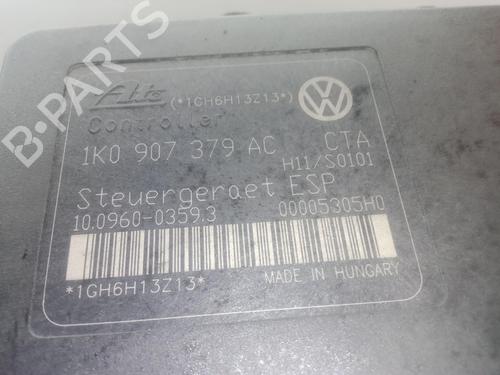 Ate (*1GH6H13Z13*)
Controller
1K0 907 379 AC CTA
H11/S0101
Steuergeraet ESP
10.0960-0359.3 00005305H0
*1GH6H13Z13* MADE IN HUNGARY
B-PARTS